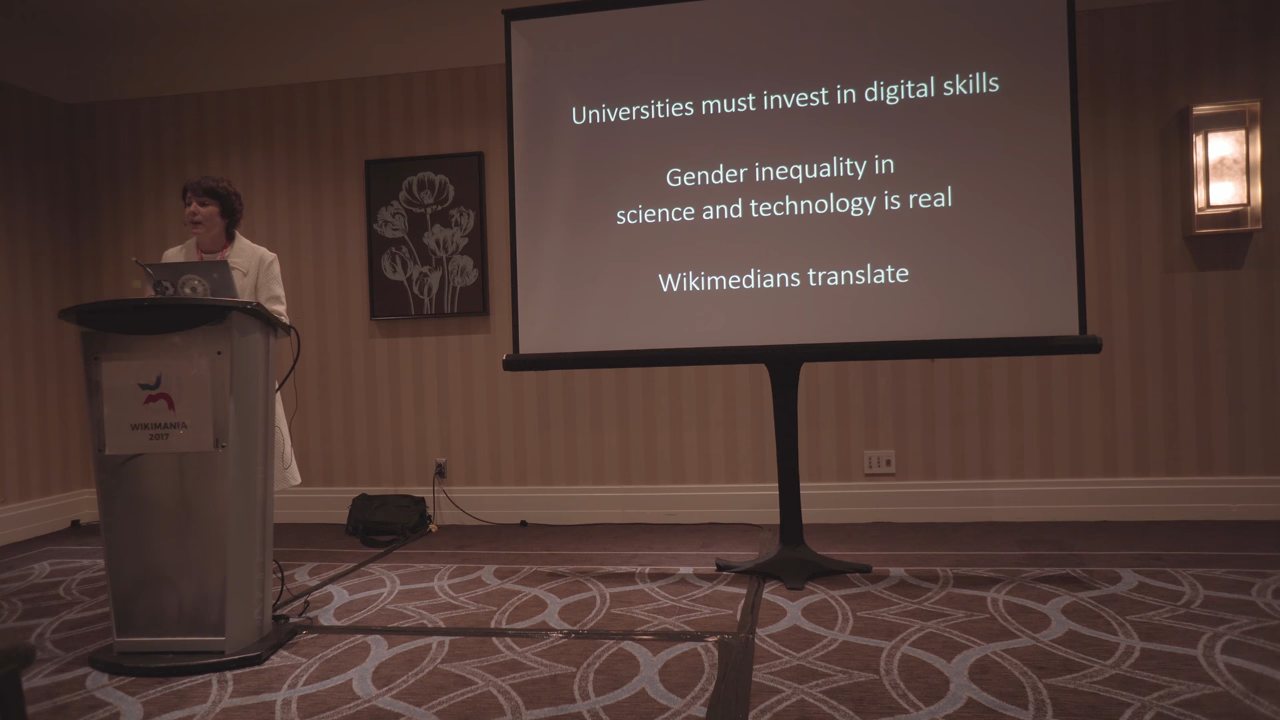 Universities must invest in digital skills
Gender inequality in
science and technology is real
Wikimedians translate
WIKIMANIA
2017